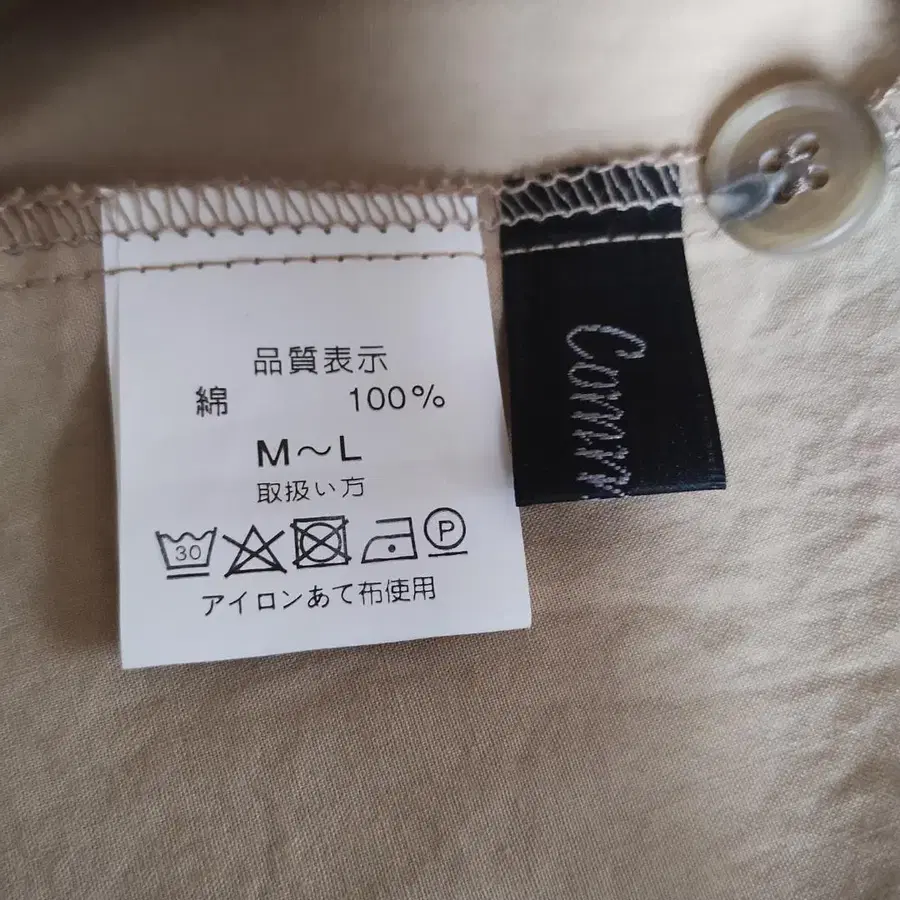 品質表示
綿 100%
M〜L
取扱い方
30 P
アイロンあて布使用